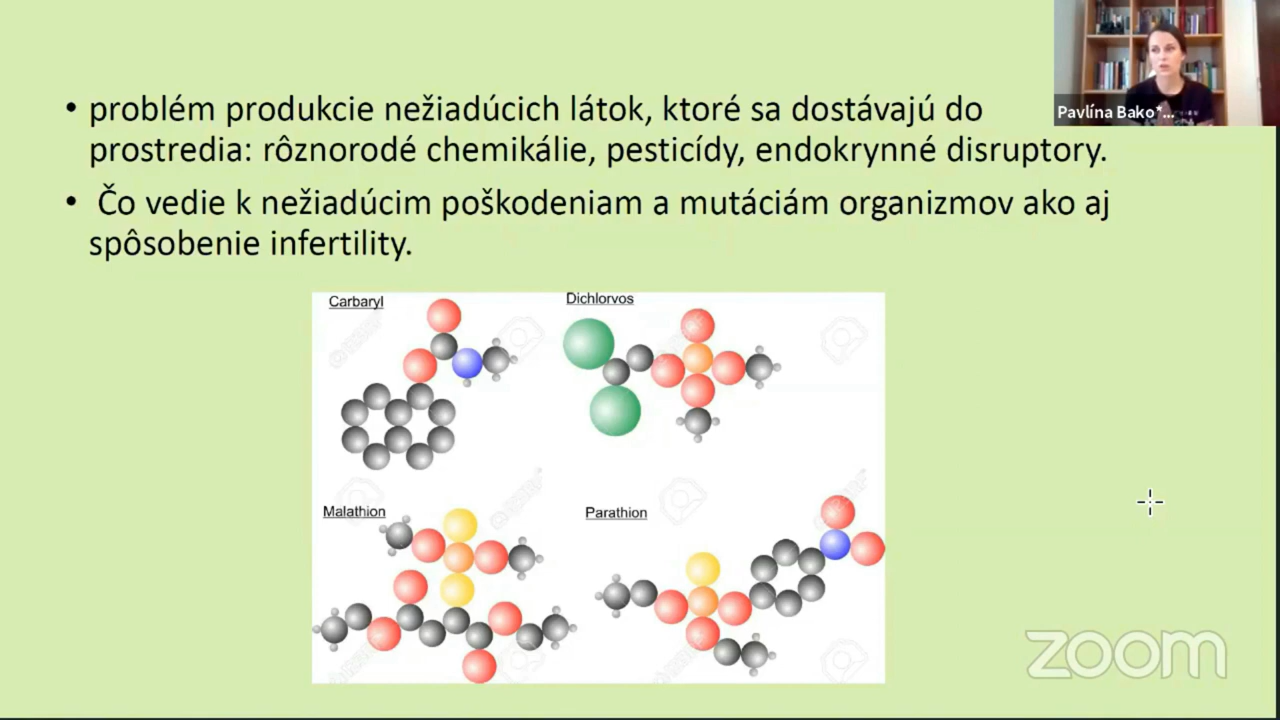 • problém produkcie nežiadúcich látok, ktoré sa dostávajú do
prostredia: rôznorodé chemikálie, pesticídy, endokrynné disruptory.
• Čo vedie k nežiadúcim poškodeniam a mutáciám organizmov ako aj
spôsobenie infertility.
Pavlína Bako*...
Carbaryl
Dichlorvos
Malathion
Parathion
zoom